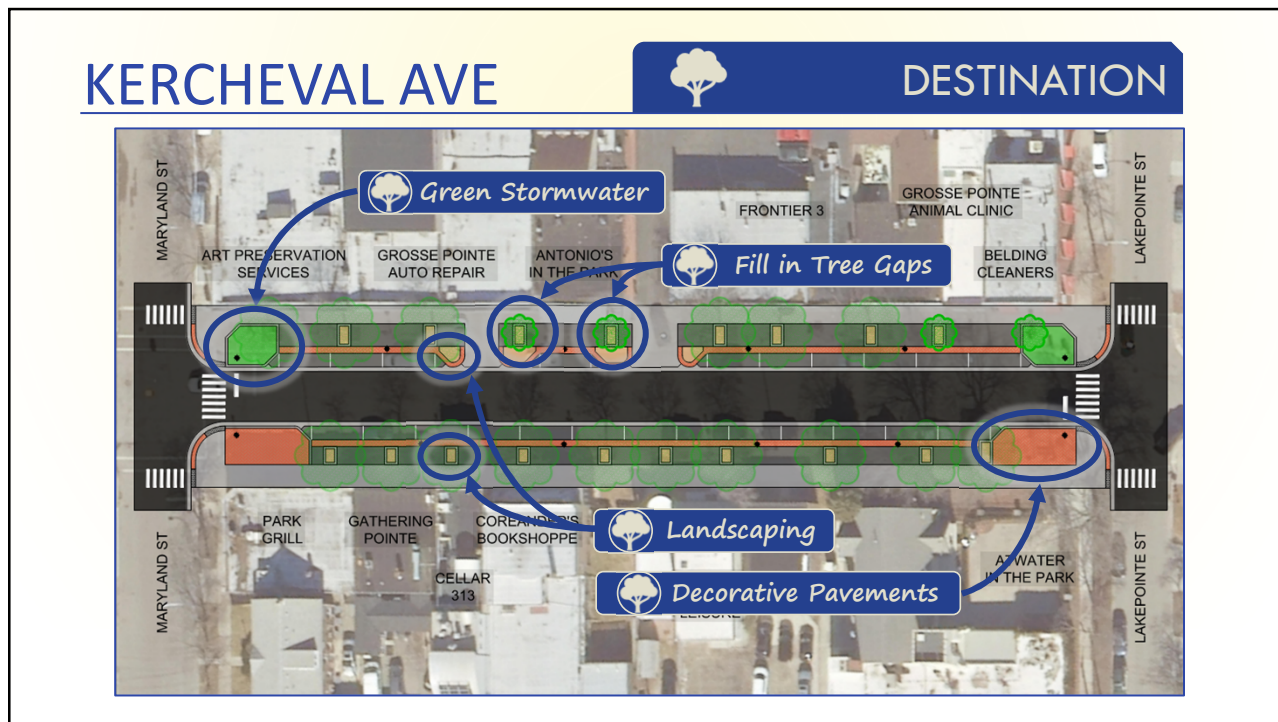 KERCHEVAL AVE
DESTINATION
MARYLAND ST
LAKEPOINTE ST
Green Stormwater
FRONTIER 3
GROSSE POINTE
ANIMAL CLINIC
ART PRESERVATION
SERVICES
GROSSE POINTE
AUTO REPAIR
ANTONIO'S
IN THE PARK
Fill in Tree Gaps
BELDING
CLEANERS
PARK
GRILL
GATHERING
POINTE
COREANDER'S
BOOKSHOPPE
Landscaping
CELLAR
313
ATWATER
IN THE PARK
Decorative Pavements
LEISURE
MARYLAND ST
LAKEPOINTE ST